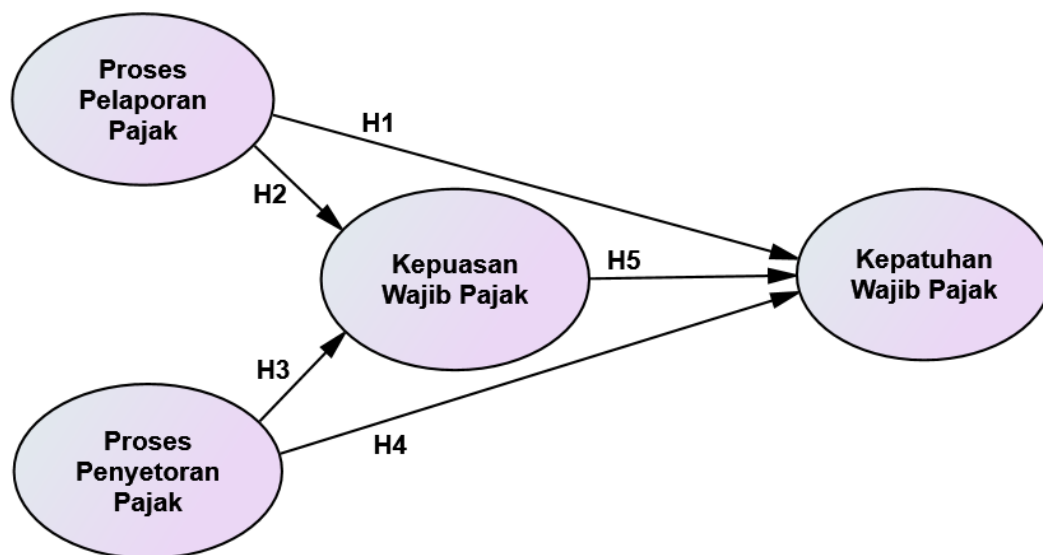 Proses
Pelaporan
Pajak
H1
H2
Kepuasan
Wajib Pajak
H5
Kepatuhan
Wajib Pajak
H3
H4
Proses
Penyetoran
Pajak